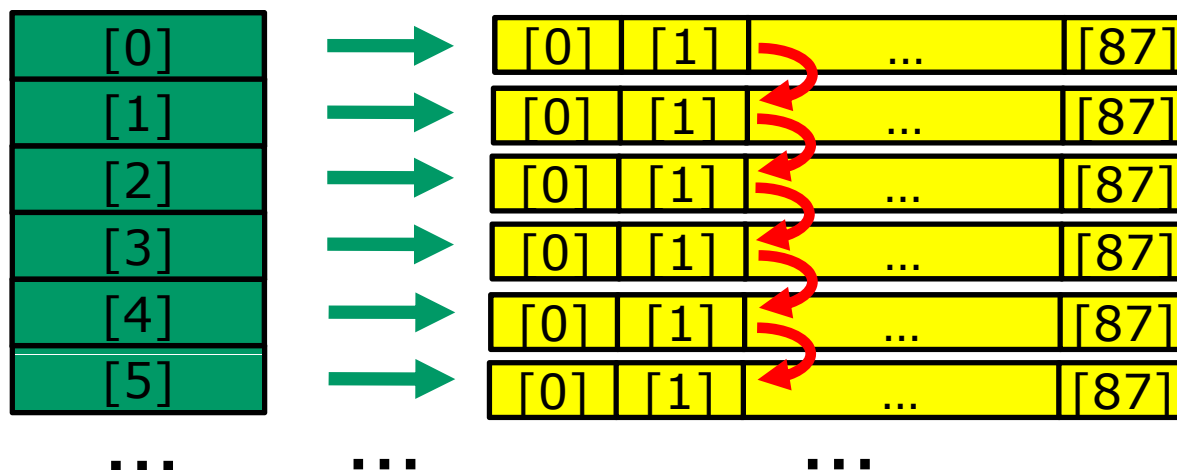 [0] [0] [1] ... [87]
[1] [0] [1] ... [87]
[2] [0] [1] ... [87]
[3] [0] [1] ... [87]
[4] [0] [1] ... [87]
[5] [0] [1] ... [87]
... ... ...